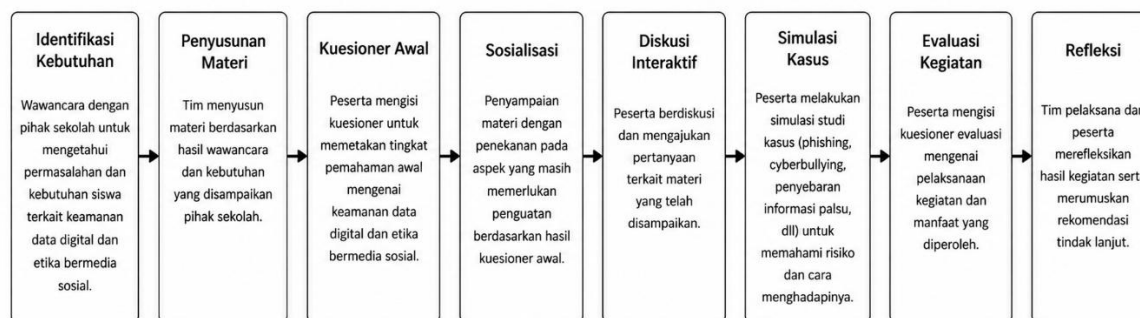 Identifikasi
Kebutuhan
Wawancara dengan
pihak sekolah untuk
mengetahui
permasalahan dan
kebutuhan siswa
terkait keamanan
data digital dan
etika bermedia
sosial.
Penyusunan
Materi
Tim menyusun
materi berdasarkan
hasil wawancara
dan kebutuhan
yang disampaikan
pihak sekolah.
Kuesioner Awal
Peserta mengisi
kuesioner untuk
memetakan tingkat
pemahaman awal
mengenai
keamanan data
digital dan etika
bermedia sosial.
Sosialisasi
Penyampaian
materi dengan
penekanan pada
aspek yang masih
memerlukan
penguatan
berdasarkan hasil
kuesioner awal.
Diskusi
Interaktif
Peserta berdiskusi
dan mengajukan
pertanyaan
terkait materi
yang telah
disampaikan.
Simulasi
Kasus
Peserta melakukan
simulasi studi
kasus (phishing,
cyberbullying,
penyebaran
informasi palsu,
dll) untuk
memahami risiko
dan cara
menghadapinya.
Evaluasi
Kegiatan
Peserta mengisi
kuesioner evaluasi
mengenai
pelaksanaan
kegiatan dan
manfaat yang
diperoleh.
Refleksi
Tim pelaksana
peserta
merefleksikan
hasil kegiatan
merumuskan
rekomendasi
tindak lanjut.